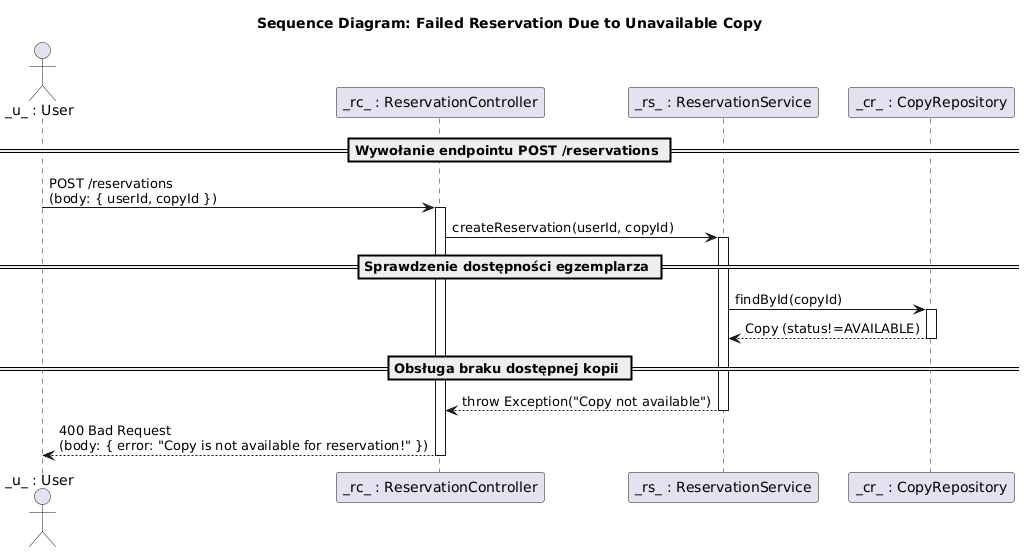 Sequence Diagram: Failed Reservation Due to Unavailable Copy
_u_ : User
_rc_ : ReservationController
_rs_ : ReservationService
_cr_ : CopyRepository
Wywołanie endpointu POST /reservations
POST /reservations
(body: { userId, copyId })
createReservation(userId, copyId)
Sprawdzenie dostępności egzemplarza
findById(copyId)
Copy (status!=AVAILABLE)
Obsługa braku dostępnej kopii
throw Exception("Copy not available")
400 Bad Request
(body: { error: "Copy is not available for reservation!" })
_u_ : User
_rc_ : ReservationController
_rs_ : ReservationService
_cr_ : CopyRepository